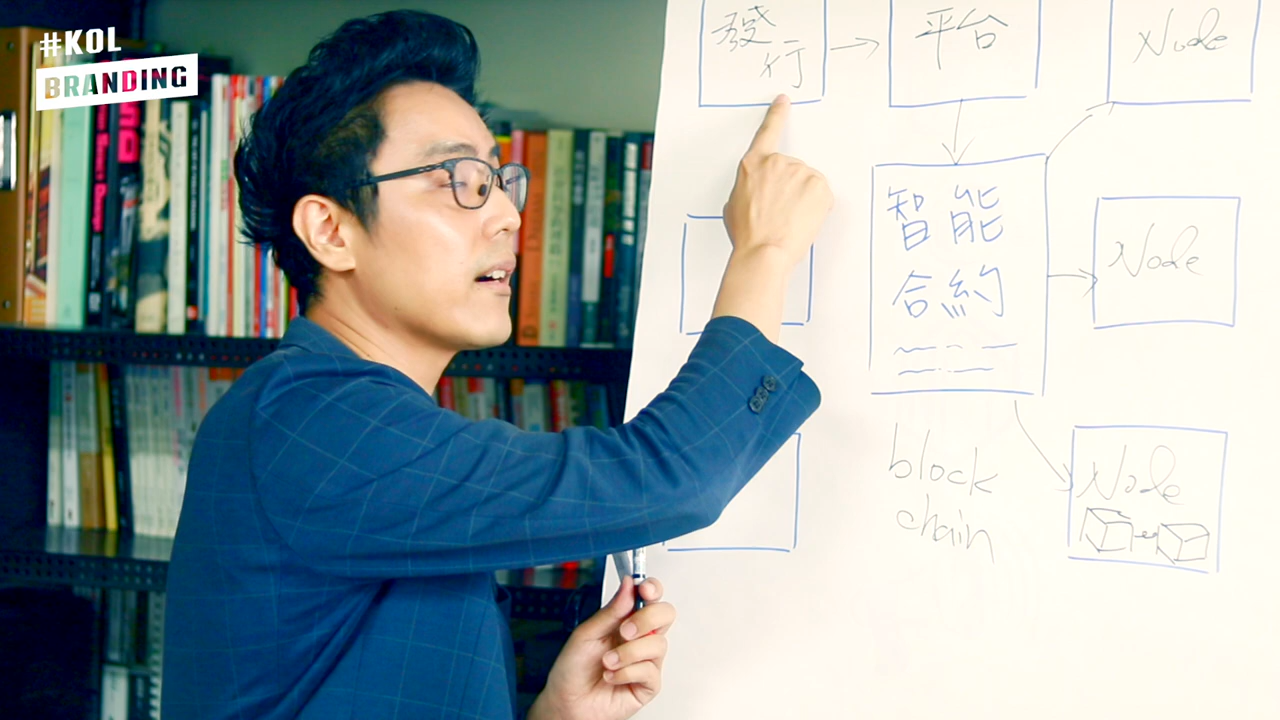 #KOL
BRANDING
發行
平台
Node
智能
合約
Node
block
chain
Node